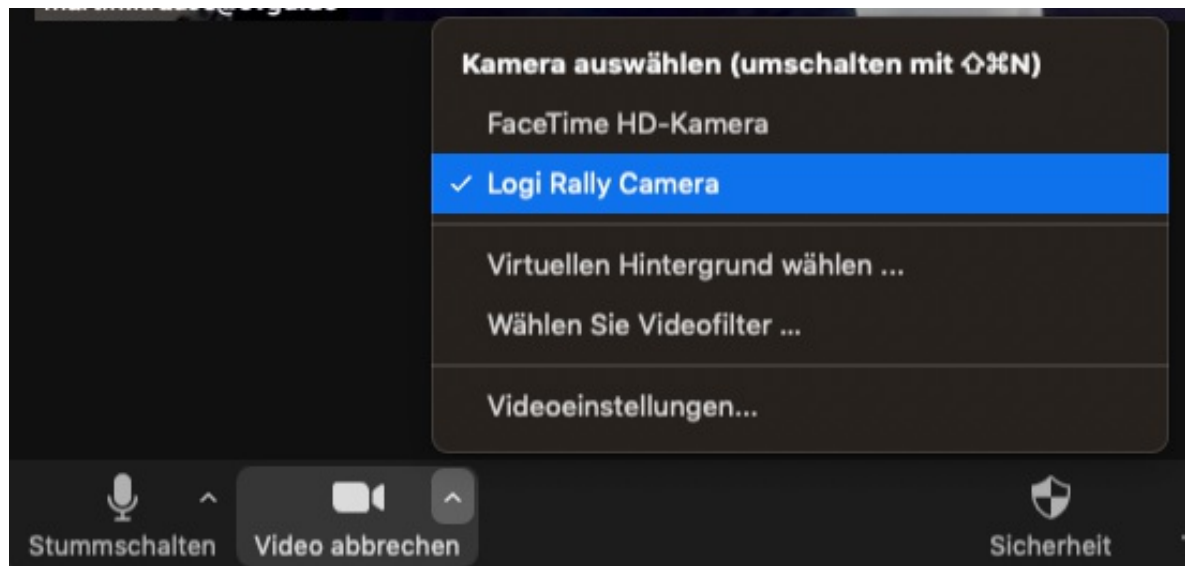 Kamera auswählen (umschalten mit ⇧⌘N)
FaceTime HD-Kamera
✓ Logi Rally Camera
Virtuellen Hintergrund wählen ...
Wählen Sie Videofilter ...
Videoeinstellungen...
Stummschalten
Video abbrechen
Sicherheit